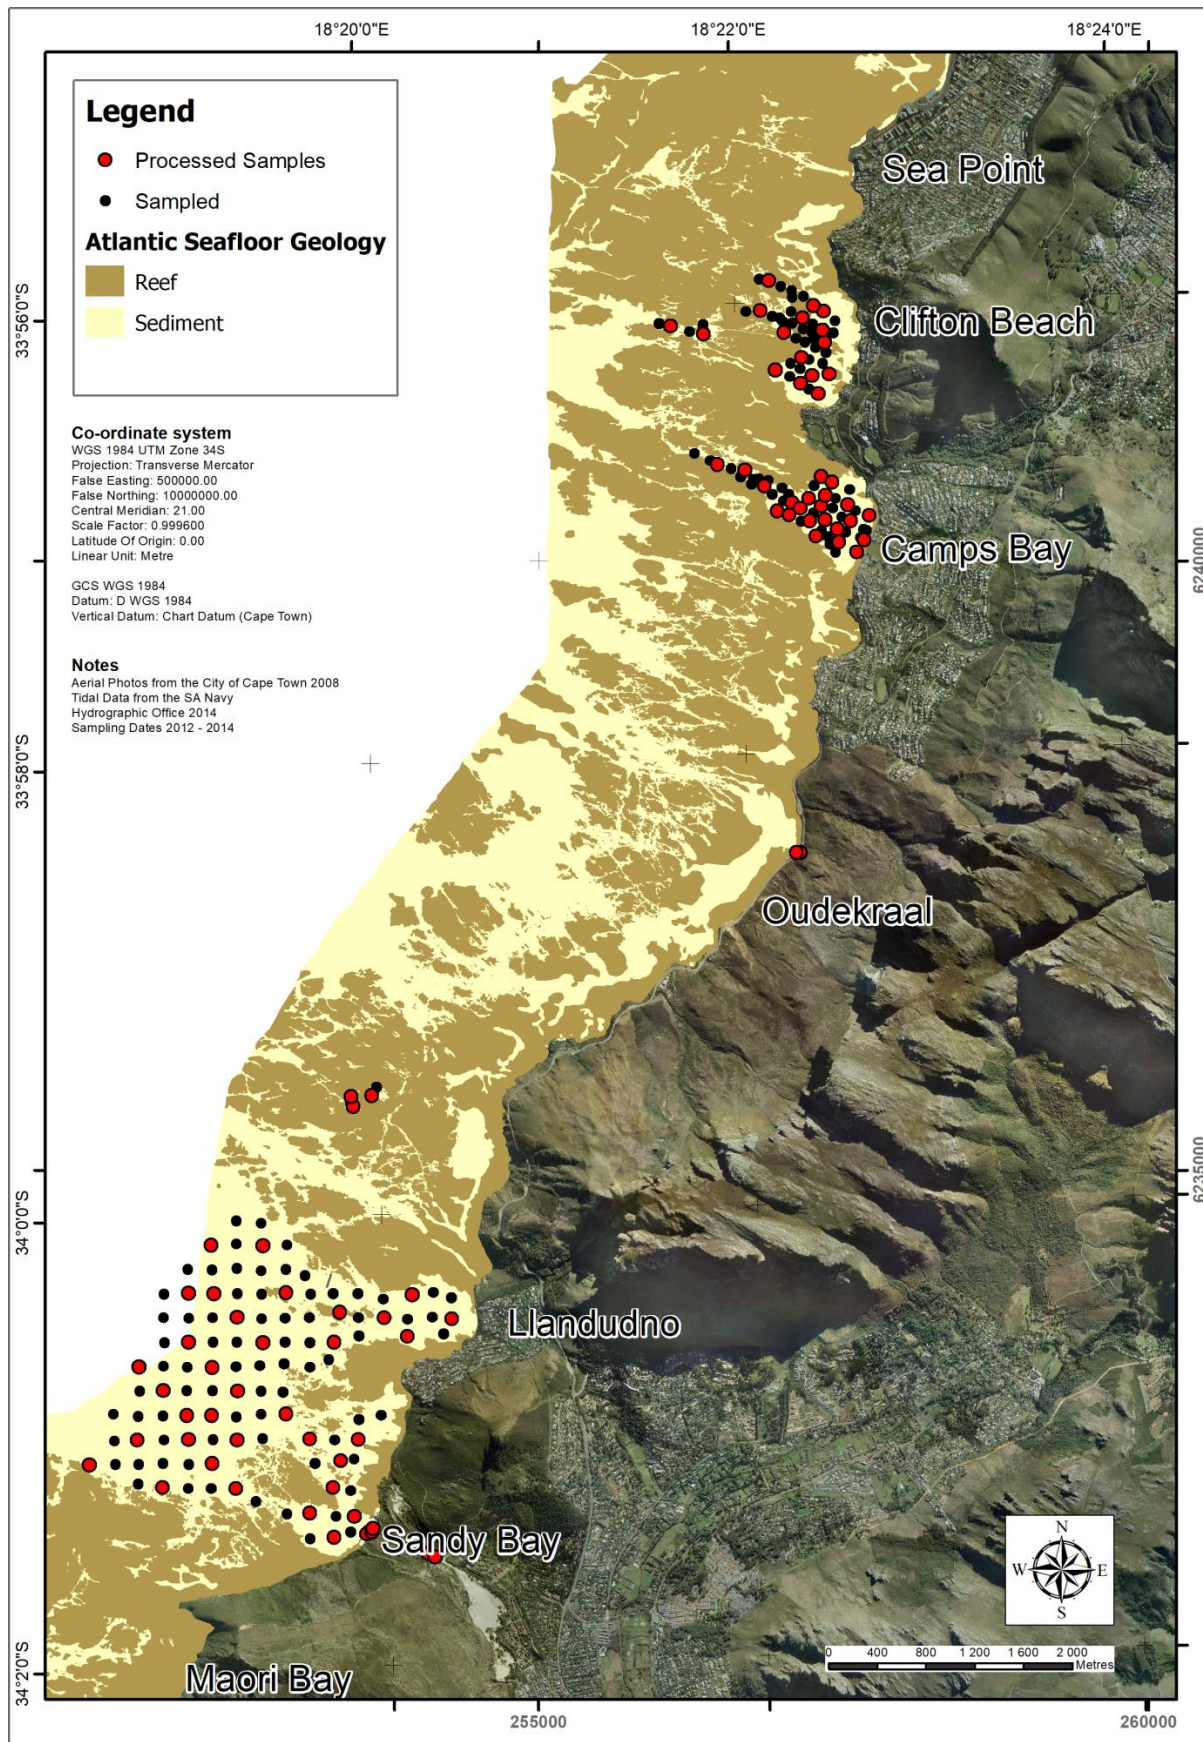 18°20'0"E
18°22'0"E
18°24'0"E
Legend
Processed Samples
Sampled
Atlantic Seafloor Geology
Reef
Sediment
Co-ordinate system
WGS 1984 UTM Zone 34S
Projection: Transverse Mercator
False Easting: 500000.00
False Northing: 10000000.00
Central Meridian: 21.00
Scale Factor: 0.999600
Latitude Of Origin: 0.00
Linear Unit: Metre
GCS WGS 1984
Datum: D WGS 1984
Vertical Datum: Chart Datum (Cape Town)
Notes
Aerial Photos from the City of Cape Town 2008
Tidal Data from the SA Navy
Hydrographic Office 2014
Sampling Dates 2012 - 2014
33°56'0"S
33°58'0"S
34°0'0"S
34°2'0"S
Sea Point
Clifton Beach
Camps Bay
Oudekraal
Llandudno
Sandy Bay
Maori Bay
6240000
6235000
N
W
E
S
0 400 800 1 200 1 600 2 000
Metres
255000
260000